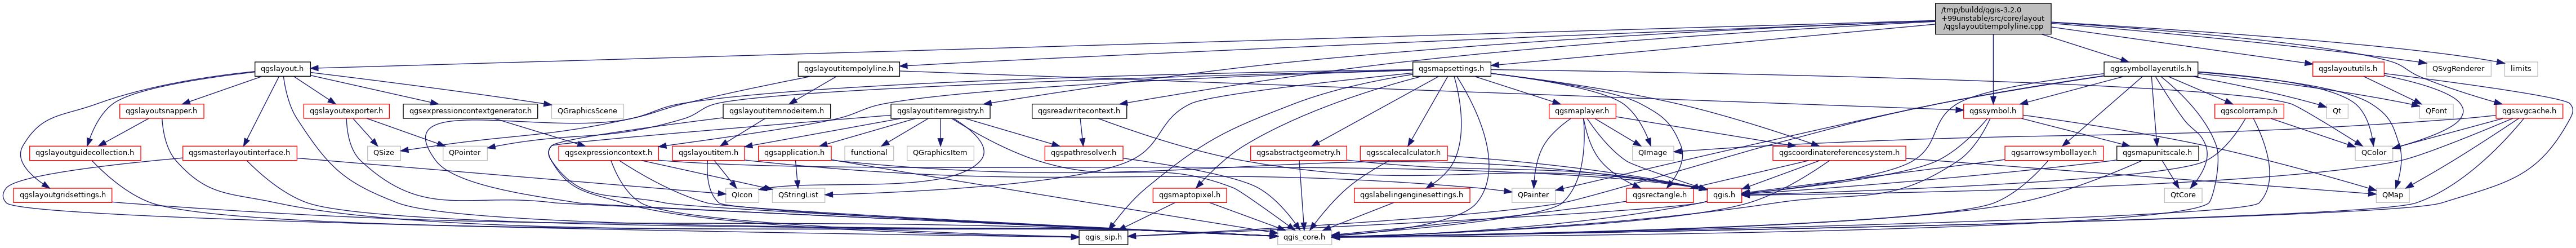 /tmp/buildd/qgis-3.2.0
+99unstable/src/core/layout
/qgslayoutitempolyline.cpp
qgslayout.h
qgslayoutitempolyline.h
qgsmapsettings.h
qgssymbollayerutils.h
qgslayoututils.h
QSvgRenderer
limits
qgslayoutsnapper.h
qgslayoutexporter.h
qgsexpressioncontextgenerator.h
QGraphicsScene
qgslayoutitemnodeitem.h
qgslayoutitemregistry.h
qgsreadwritecontext.h
qgsmaplayer.h
qgssymbol.h
qgscolorramp.h
Qt
QFont
qgssvgcache.h
qgslayoutguidecollection.h
qgsmasterlayoutinterface.h
QSize
QPointer
qgsexpressioncontext.h
qgslayoutitem.h
qgsapplication.h
functional
QGraphicsItem
qgspathresolver.h
qgsabstractgeometry.h
qgsscalecalculator.h
QImage
qgscoordinatereferencesystem.h
qgsarrowsymbollayer.h
qgsmapunitscale.h
QColor
qgslayoutgridsettings.h
QIcon
QStringList
QPainter
qgsmaptopixel.h
qgslabelingenginesettings.h
qgsrectangle.h
qgis.h
QtCore
QMap
qgis_sip.h
qgis_core.h